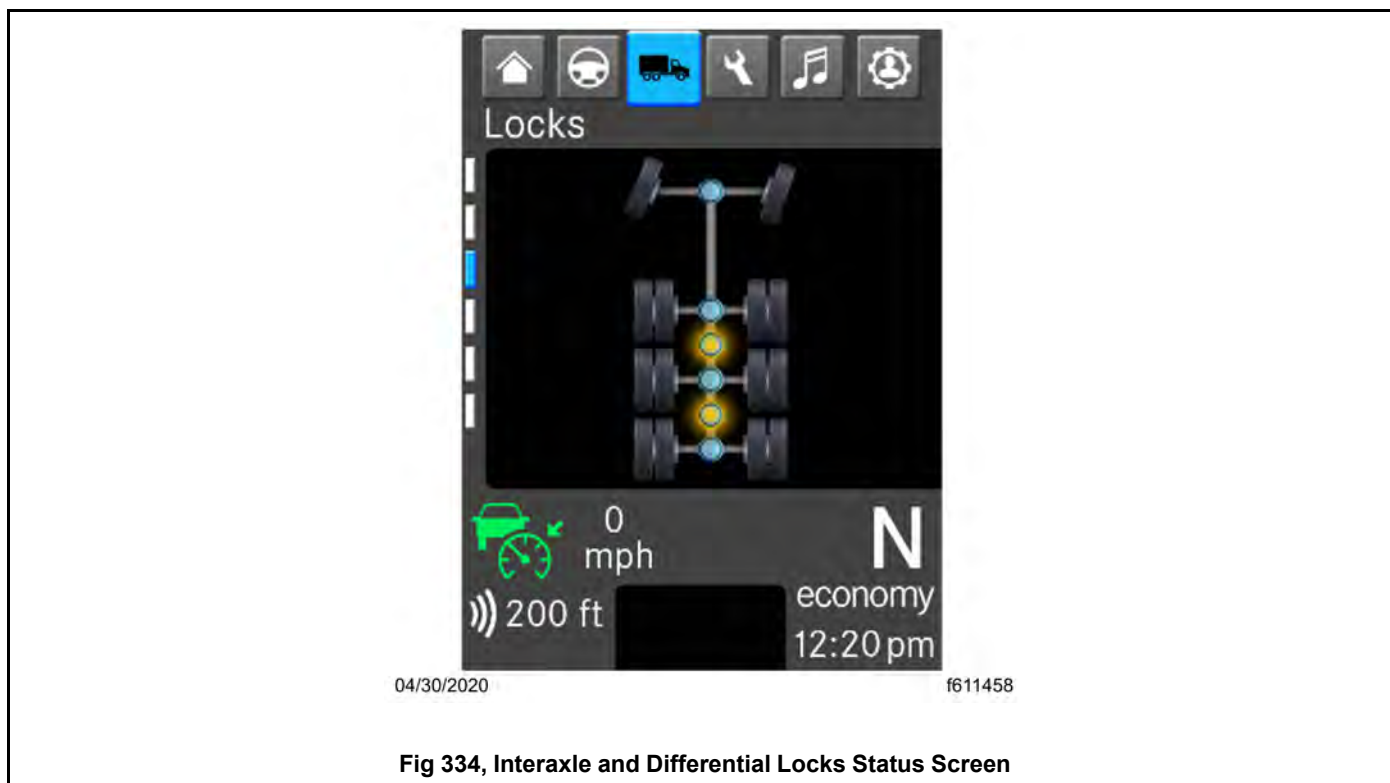 Locks
0
mph
N
economy
))) 200 ft
12:20 pm
04/30/2020
f611458
Fig 334, Interaxle and Differential Locks Status Screen